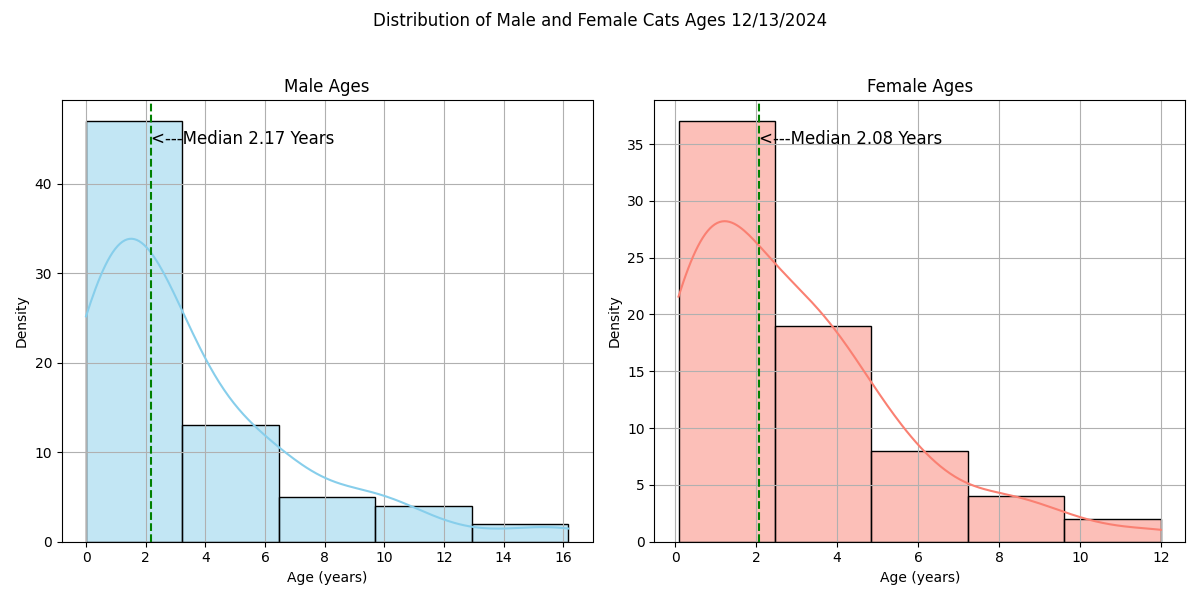 Distribution of Male and Female Cats Ages 12/13/2024
Male Ages
<---Median 2.17 Years
Density
40
30
20
10
0
0 2 4 6 8 10 12 14 16
Age (years)
Female Ages
<---Median 2.08 Years
Density
35
30
25
20
15
10
5
0
0 2 4 6 8 10 12
Age (years)